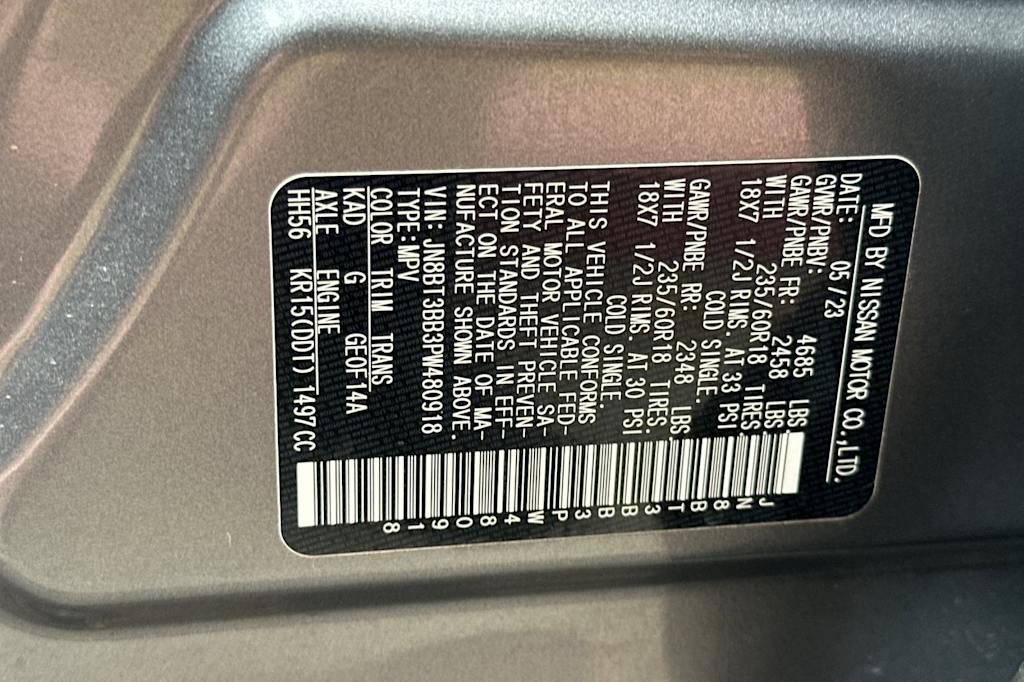 MFD BY NISSAN MOTOR CO.,LTD.
DATE: 05/23
GVWR/PNBV: 4685 LBS.
GAWR/PNBE FR: 2458 LBS.
WITH 235/60R18 TIRES,
18X7 1/2J RIMS, AT 33 PSI
COLD SINGLE.
GAWR/PNBE RR: 2348 LBS.
WITH 235/60R18 TIRES.
18X7 1/2J RIMS. AT 30 PSI
COLD SINGLE.
THIS VEHICLE CONFORMS
TO ALL APPLICABLE FED-
ERAL MOTOR VEHICLE SA-
FETY AND THEFT PREVEN-
TION STANDARDS IN EFF-
ECT ON THE DATE OF MA-
NUFACTURE SHOWN ABOVE.
VIN: JN8BT3BB3PW480918
TYPE: MPV
COLOR TRIM TRANS
KAD G GE0F14A
AXLE ENGINE
HH56 KR15(DDT) 1497CC
JN8BT3BB3PW480918